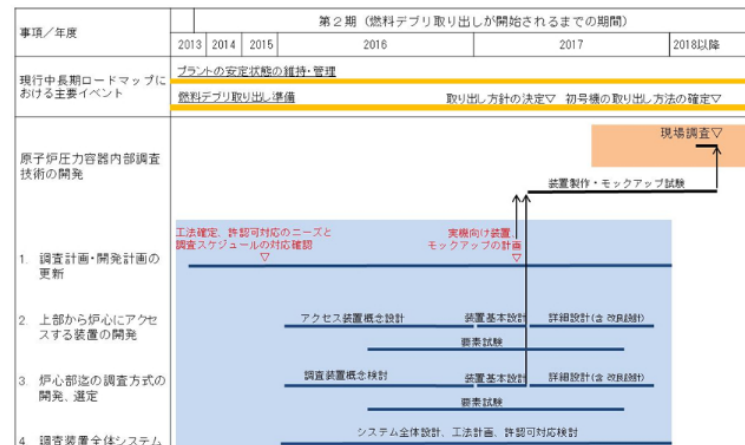 事項/年度
第2期(燃料デブリ取り出しが開始されるまでの期間)
2013 2014 2015 2016 2017 2018以降
現行中長期ロードマップに
おける主要イベント
プラントの安定状態の維持・管理
燃料デブリ取り出し準備
取り出し方針の決定▽ 初号機の取り出し方法の確定▽
原子炉圧力容器内部調査
技術の開発
現場調査▽
装置製作・モックアップ試験
1. 調査計画・開発計画の
更新
工法確定、許認可対応のニーズと
調査スケジュールの対応確認
▽
実機向け装置、
モックアップの計画
▽
2. 上部から炉心にアクセ
スする装置の開発
アクセス装置概念設計 装置基本設計 詳細設計(含 改良設計)
要素試験
3. 炉心部迄の調査方式の
開発、選定
調査装置概念検討 装置基本設計 詳細設計(含 改良設計)
要素試験
4. 調査装置全体システム
システム全体設計、工法計画、許認可対応検討